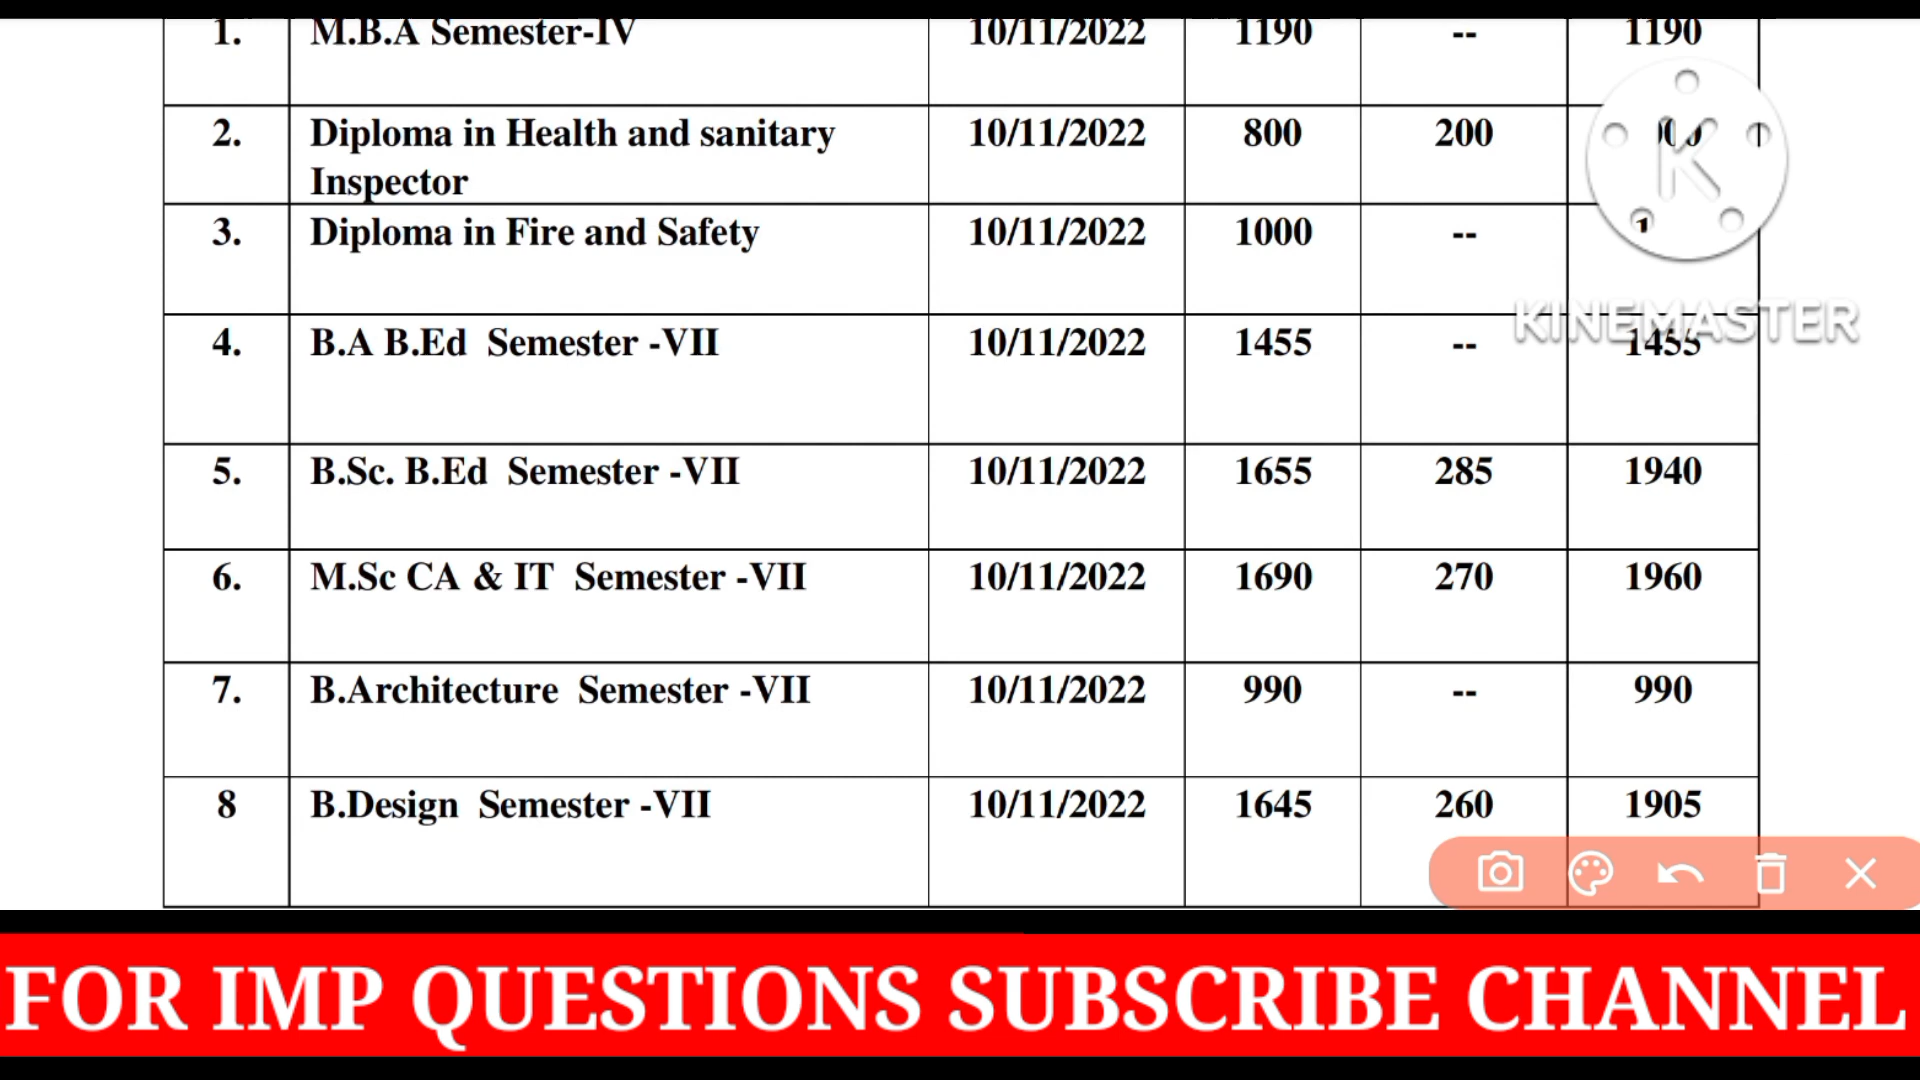 1. M.B.A Semester-IV 10/11/2022 1190 -- 1190
2. Diploma in Health and sanitary 10/11/2022 800 200
Inspector
3. Diploma in Fire and Safety 10/11/2022 1000 --
KINEMASTER
4. B.A B.Ed Semester -VII 10/11/2022 1455 -- 1455
5. B.Sc. B.Ed Semester -VII 10/11/2022 1655 285 1940
6. M.Sc CA & IT Semester -VII 10/11/2022 1690 270 1960
7. B.Architecture Semester -VII 10/11/2022 990 -- 990
8 B.Design Semester -VII 10/11/2022 1645 260 1905
FOR IMP QUESTIONS SUBSCRIBE CHANNEL